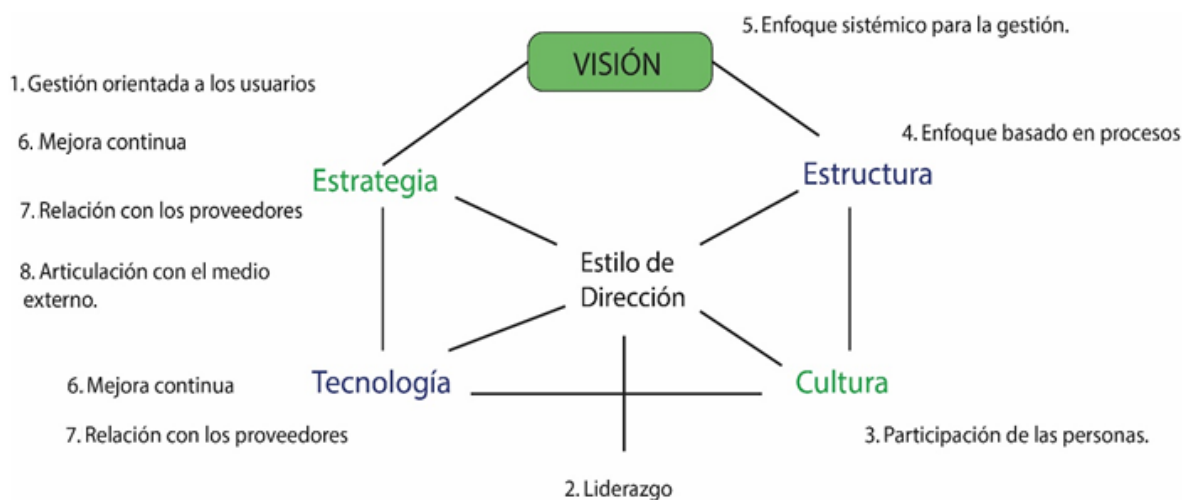 5. Enfoque sistémico para la gestión.
VISIÓN
1. Gestión orientada a los usuarios
6. Mejora continua
4. Enfoque basado en procesos
Estrategia
Estructura
7. Relación con los proveedores
8. Articulación con el medio
externo.
Estilo de
Dirección
6. Mejora continua
Tecnología
Cultura
7. Relación con los proveedores
3. Participación de las personas.
2. Liderazgo